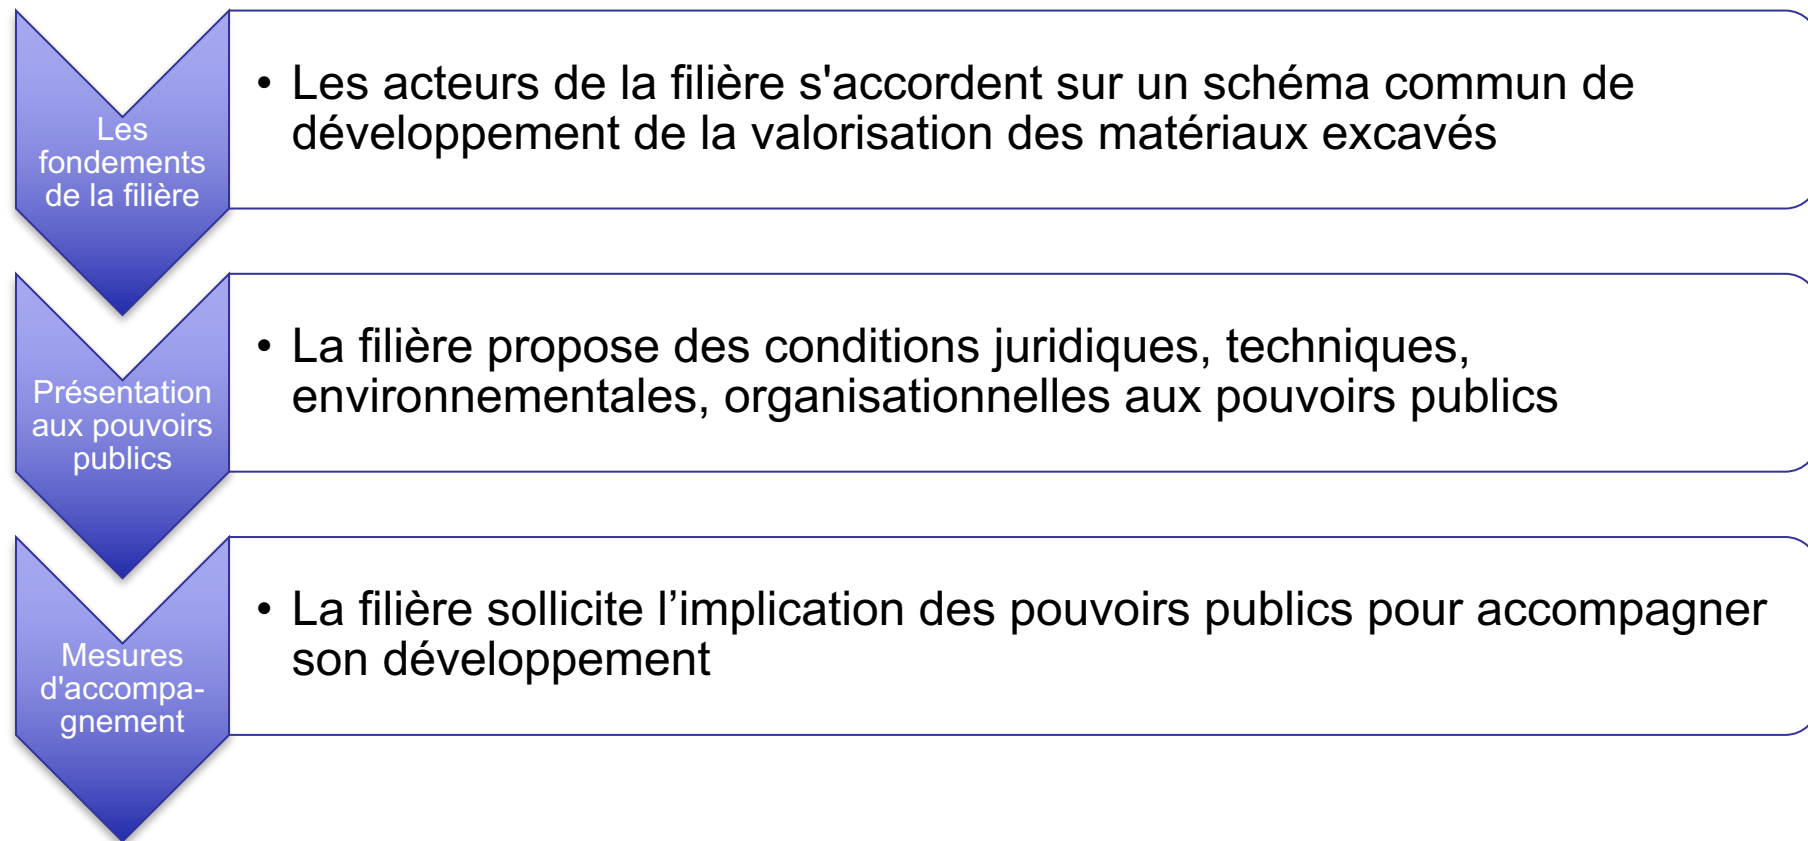 Les
fondements
de la filière
• Les acteurs de la filière s'accordent sur un schéma commun de
développement de la valorisation des matériaux excavés
Présentation
aux pouvoirs
publics
• La filière propose des conditions juridiques, techniques,
environnementales, organisationnelles aux pouvoirs publics
Mesures
d'accompa-
gnement
• La filière sollicite l’implication des pouvoirs publics pour accompagner
son développement